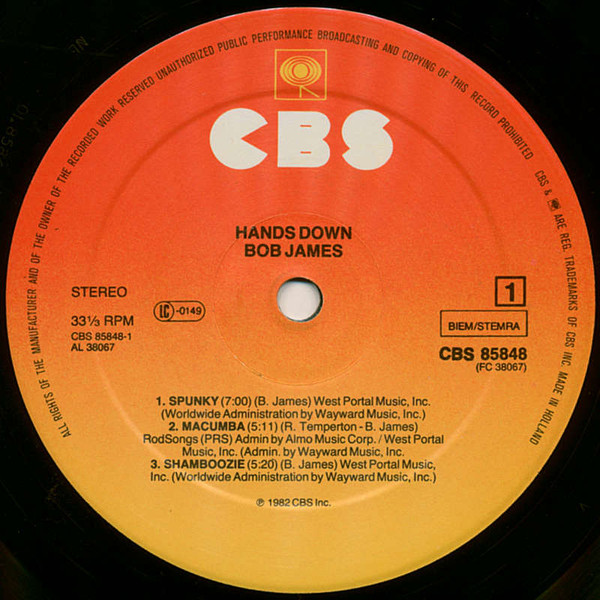 ALL RIGHTS OF THE MANUFACTURER AND OF THE OWNER OF THE RECORDED WORK RESERVED UNAUTHORIZED PUBLIC PERFORMANCE BROADCASTING AND COPYING OF THIS RECORD PROHIBITED
CBS & ARE REG. TRADEMARKS OF CBS INC. MADE IN HOLLAND
CBS
HANDS DOWN
BOB JAMES
STEREO
LC-0149
1
33⅓ RPM
BIEM/STEMRA
CBS 85848-1
AL 38067
CBS 85848
(FC 38067)
1. SPUNKY (7:00) (B. James) West Portal Music, Inc.
(Worldwide Administration by Wayward Music, Inc.)
2. MACUMBA (5:11) (R. Temperton - B. James)
RodSongs (PRS) Admin by Almo Music Corp. / West Portal
Music, Inc. (Admin. by Wayward Music, Inc.
3. SHAMBOOZIE (5:20) (B. James) West Portal Music,
Inc. (Worldwide Administration by Wayward Music, Inc.)
℗ 1982 CBS Inc.